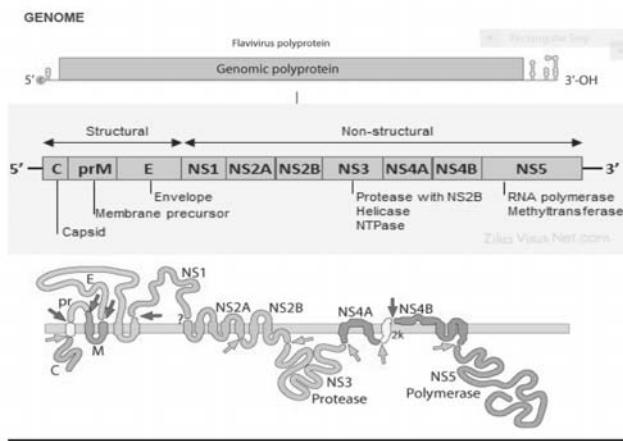 GENOME
Flavivirus polyprotein
Rectangular Snip
Genomic polyprotein
5’ 3’-OH
Structural Non-structural
5’ C prM E NS1 NS2A NS2B NS3 NS4A NS4B NS5 3’
Envelope Protease with NS2B RNA polymerase
Membrane precursor Helicase Methyltransferase
NTPase
Capsid
Zika Virus Net.com
E NS1
pr NS2A NS2B NS4A NS4B
?
M 2k
C
NS3 NS5
Protease Polymerase